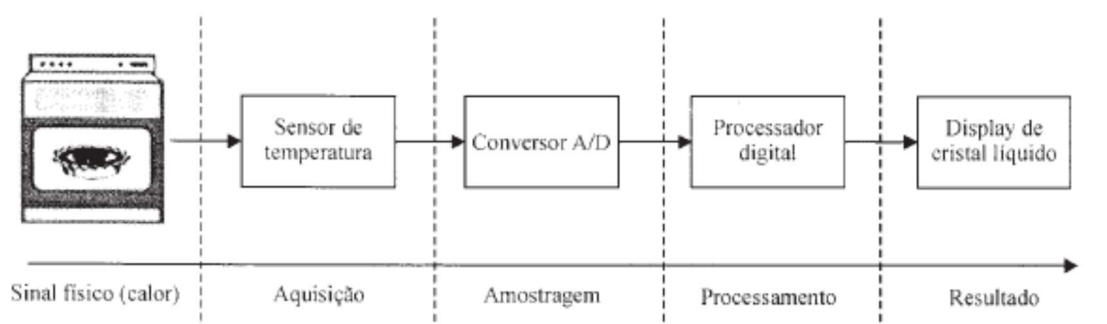 Sensor de
temperatura
Conversor A/D
Processador
digital
Display de
cristal líquido
Sinal físico (calor)
Aquisição
Amostragem
Processamento
Resultado